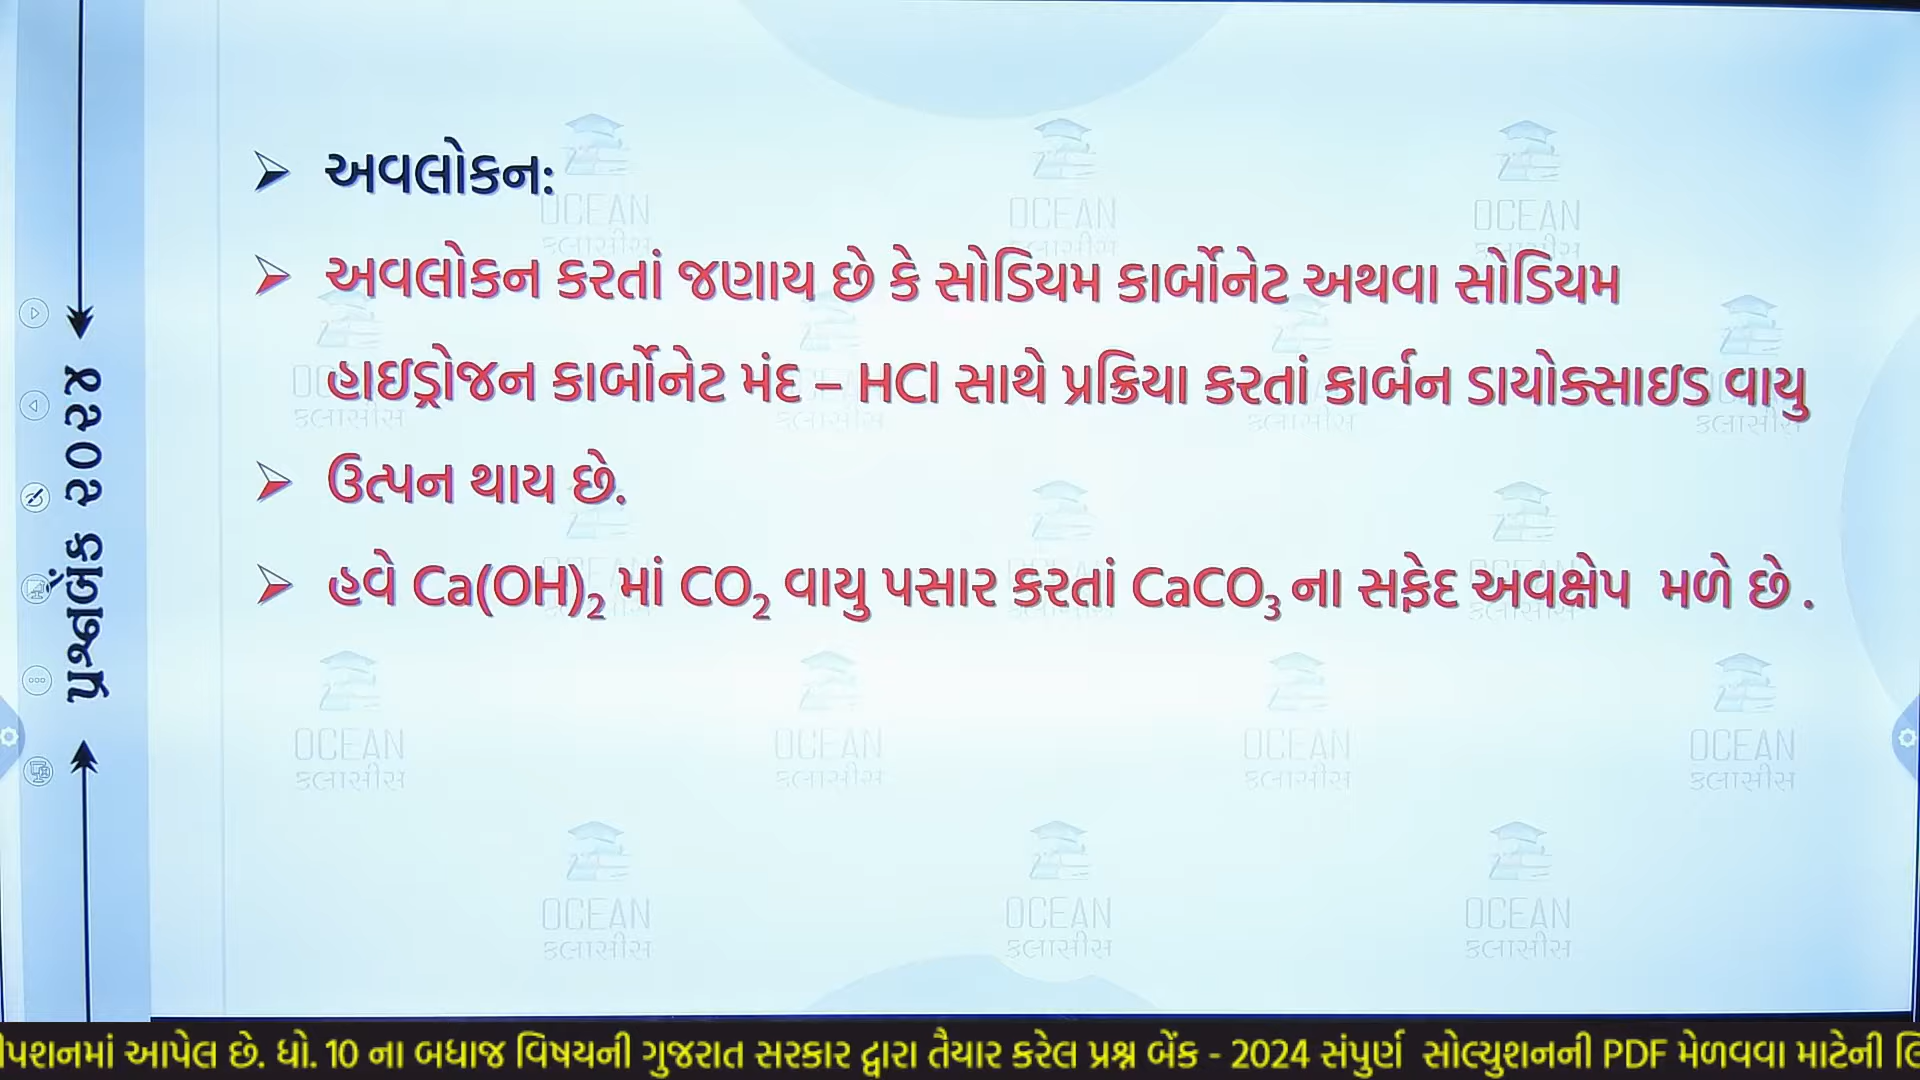 અવલોકન:
અવલોકન કરતાં જણાય છે કે સોડિયમ કાર્બોનેટ અથવા સોડિયમ
હાઇડ્રોજન કાર્બોનેટ મંદ – HCl સાથે પ્રક્રિયા કરતાં કાર્બન ડાયોક્સાઇડ વાયુ
ઉત્પન થાય છે.
હવે Ca(OH)₂ માં CO₂ વાયુ પસાર કરતાં CaCO₃ ના સફેદ અવક્ષેપ મળે છે .
પ્રશ્નબેંક ૨૦૨૪
OCEAN
ક્લાસીસ
આપેલ છે. ધો. 10 ના બધાજ વિષયની ગુજરાત સરકાર દ્વારા તૈયાર કરેલ પ્રશ્ન બેંક - 2024 સંપુર્ણ સોલ્યુશનની PDF મેળવવા માટેની